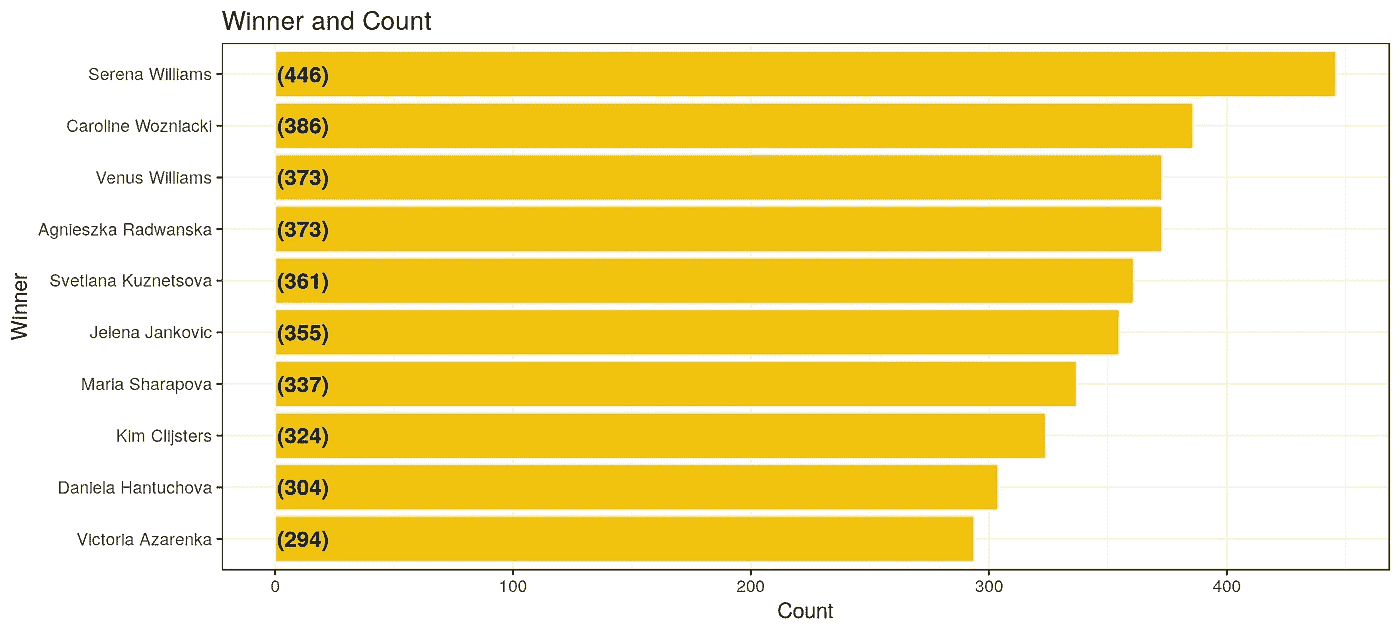 Winner and Count
Serena Williams (446)
Caroline Wozniacki (386)
Venus Williams (373)
Agnieszka Radwanska (373)
Svetlana Kuznetsova (361)
Jelena Jankovic (355)
Maria Sharapova (337)
Kim Clijsters (324)
Daniela Hantuchova (304)
Victoria Azarenka (294)
Winner
0 100 200 300 400
Count